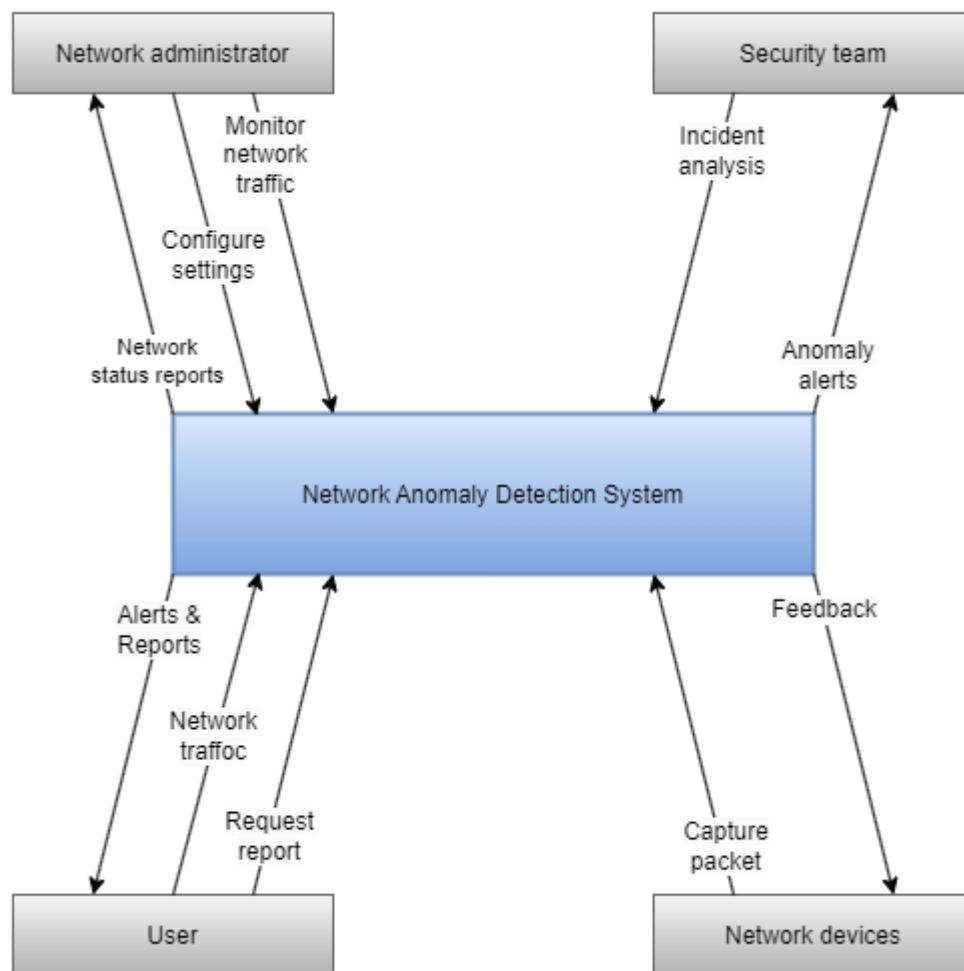 Network administrator
Security team
Monitor
network
traffic
Incident
analysis
Configure
settings
Network
status reports
Anomaly
alerts
Network Anomaly Detection System
Alerts &
Reports
Feedback
Network
traffoc
Request
report
Capture
packet
User
Network devices